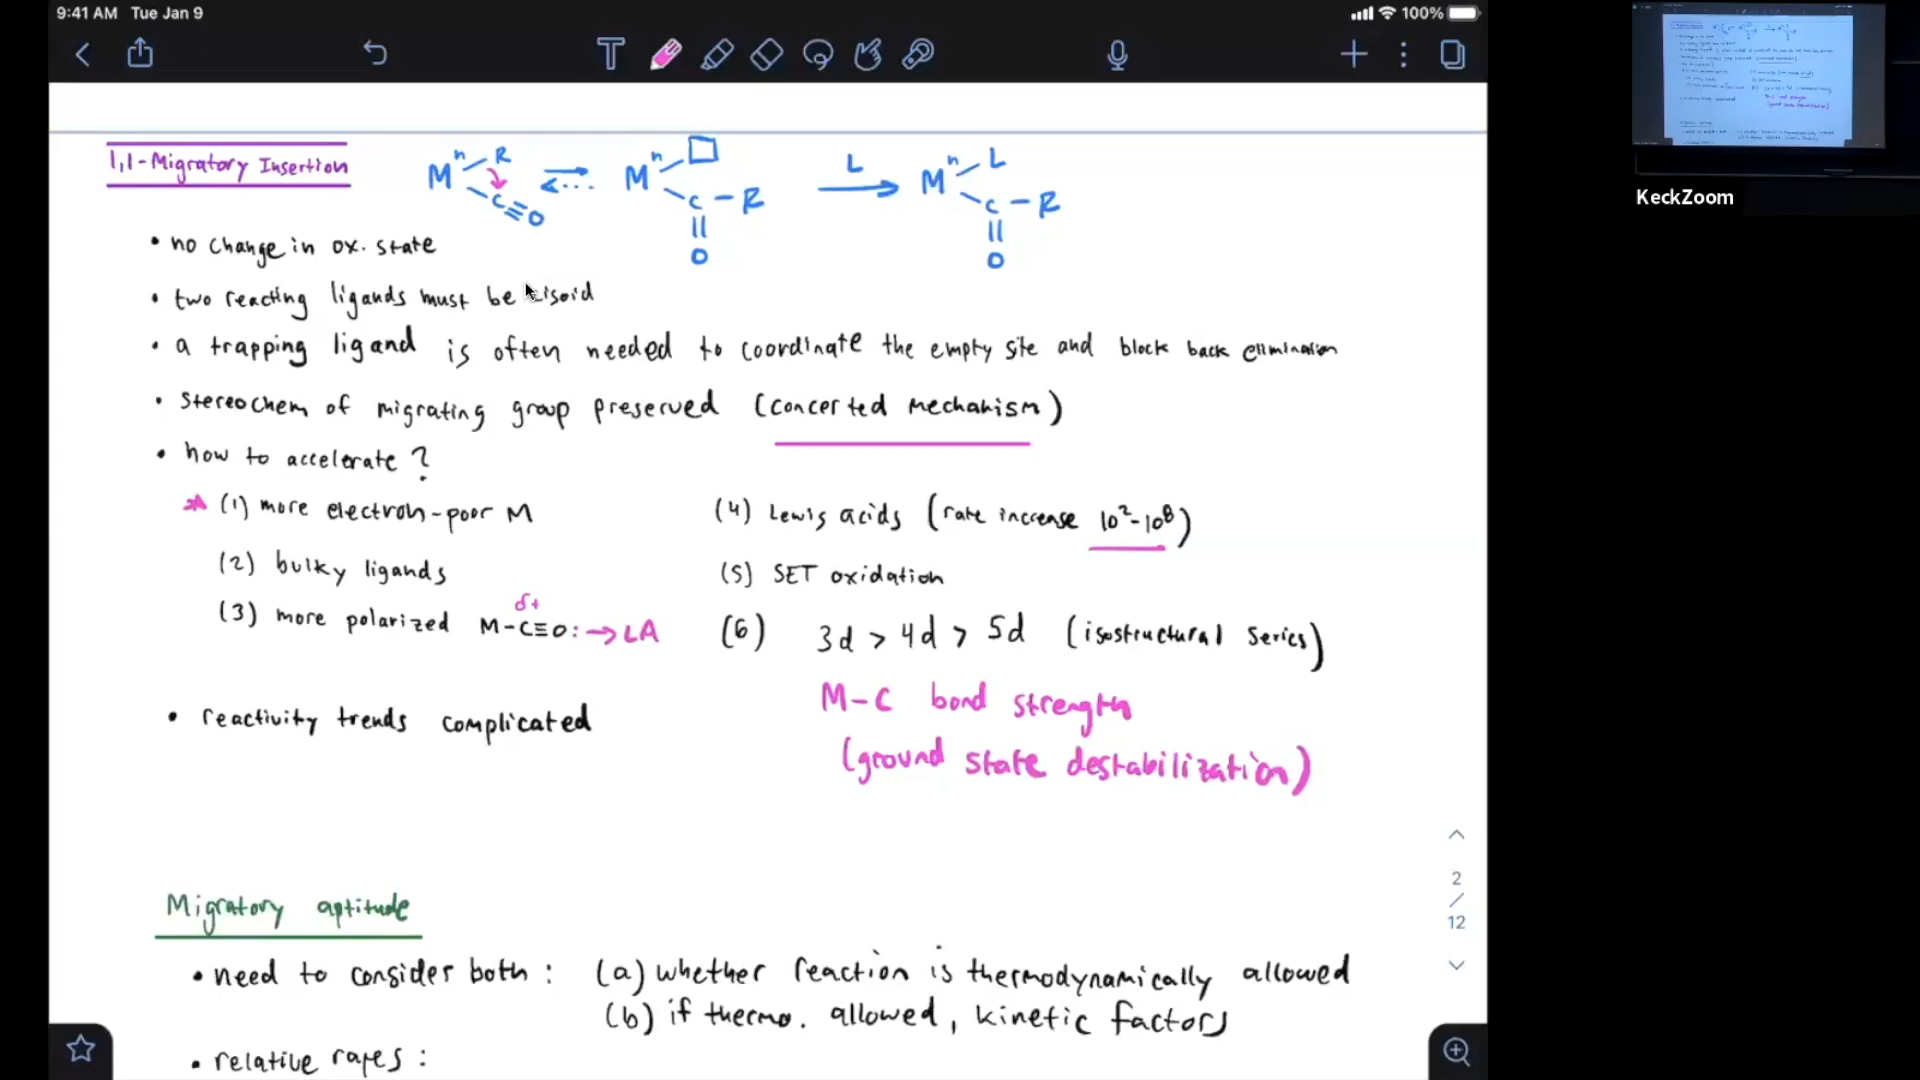 9:41 AM Tue Jan 9
100%
1,1-Migratory Insertion
Mⁿ R C≡O
Mⁿ C-R O
L
Mⁿ L C-R O
• no change in ox. state
• two reacting ligands must be cisoid
• a trapping ligand is often needed to coordinate the empty site and block back elimination
• stereochem of migrating group preserved (concerted mechanism)
• how to accelerate?
(1) more electron-poor M
(4) Lewis acids (rate increase 10²-10⁸)
(2) bulky ligands
(5) SET oxidation
δ+
(3) more polarized M-C≡O: → LA
(6) 3d > 4d > 5d (isostructural series)
M-C bond strength
(ground state destabilization)
• reactivity trends complicated
2
/
12
Migratory aptitude
• need to consider both: (a) whether reaction is thermodynamically allowed
(b) if thermo. allowed, kinetic factors
• relative rates:
KeckZoom